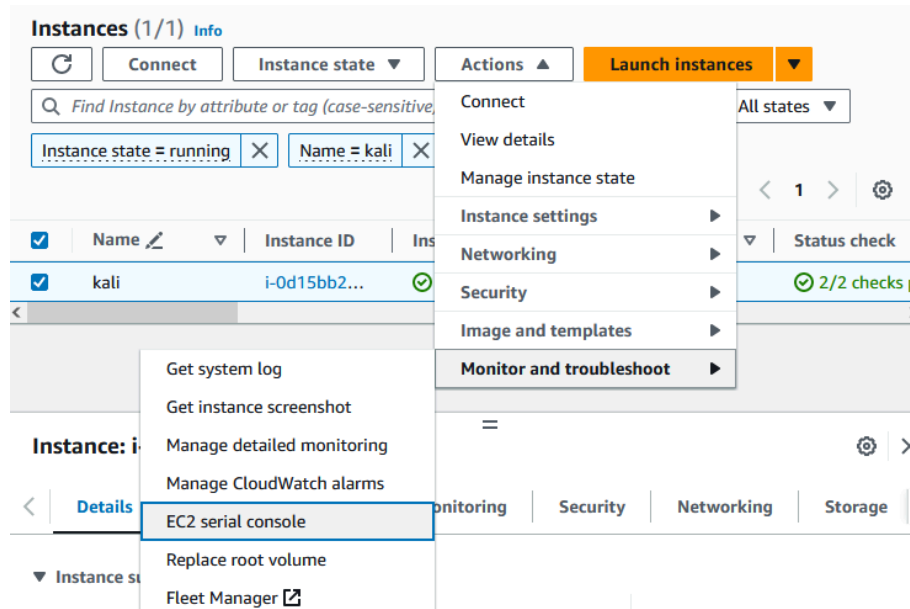 Instances (1/1) Info
Connect Instance state Actions Launch instances
Find Instance by attribute or tag (case-sensitive) All states
Instance state = running Name = kali
Connect
View details
Manage instance state
1
Instance settings
Networking
Security
Image and templates
Monitor and troubleshoot
Name Instance ID Ins Status check
kali i-0d15bb2... 2/2 checks
Get system log
Get instance screenshot
Manage detailed monitoring
Manage CloudWatch alarms
EC2 serial console
Replace root volume
Fleet Manager
Instance: i-
Details onitoring Security Networking Storage
Instance su